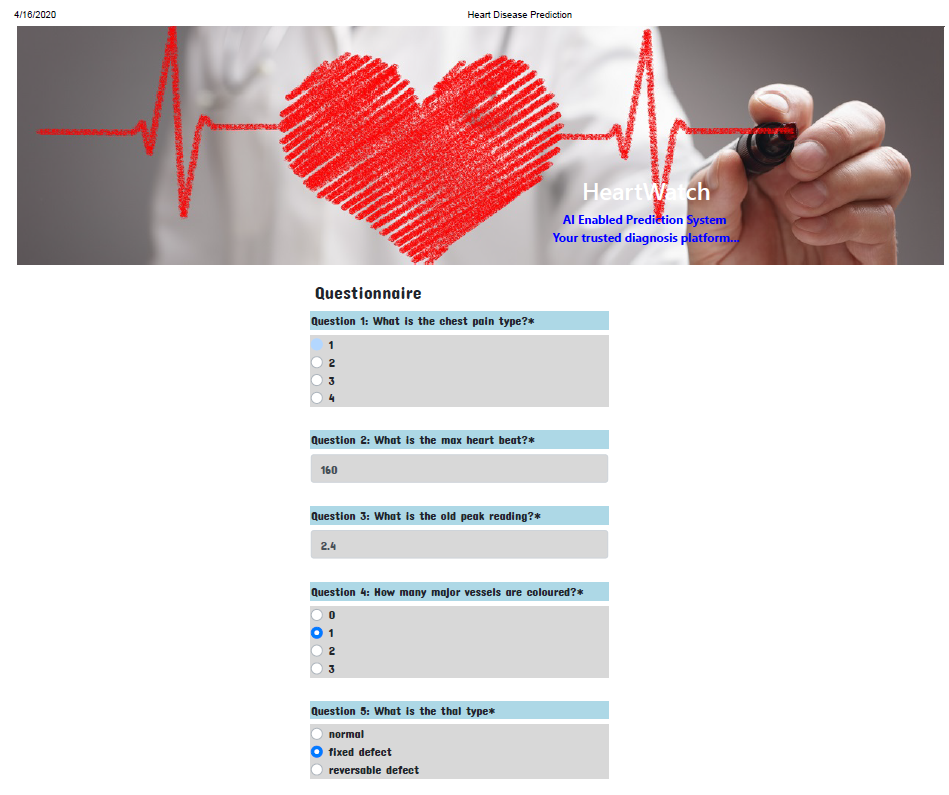 4/16/2020 Heart Disease Prediction
HeartWatch
AI Enabled Prediction System
Your trusted diagnosis platform...
Questionnaire
Question 1: What is the chest pain type?*
1
2
3
4
Question 2: What is the max heart beat?*
160
Question 3: What is the old peak reading?*
2.4
Question 4: How many major vessels are coloured?*
0
1
2
3
Question 5: What is the thal type*
normal
fixed defect
reversable defect